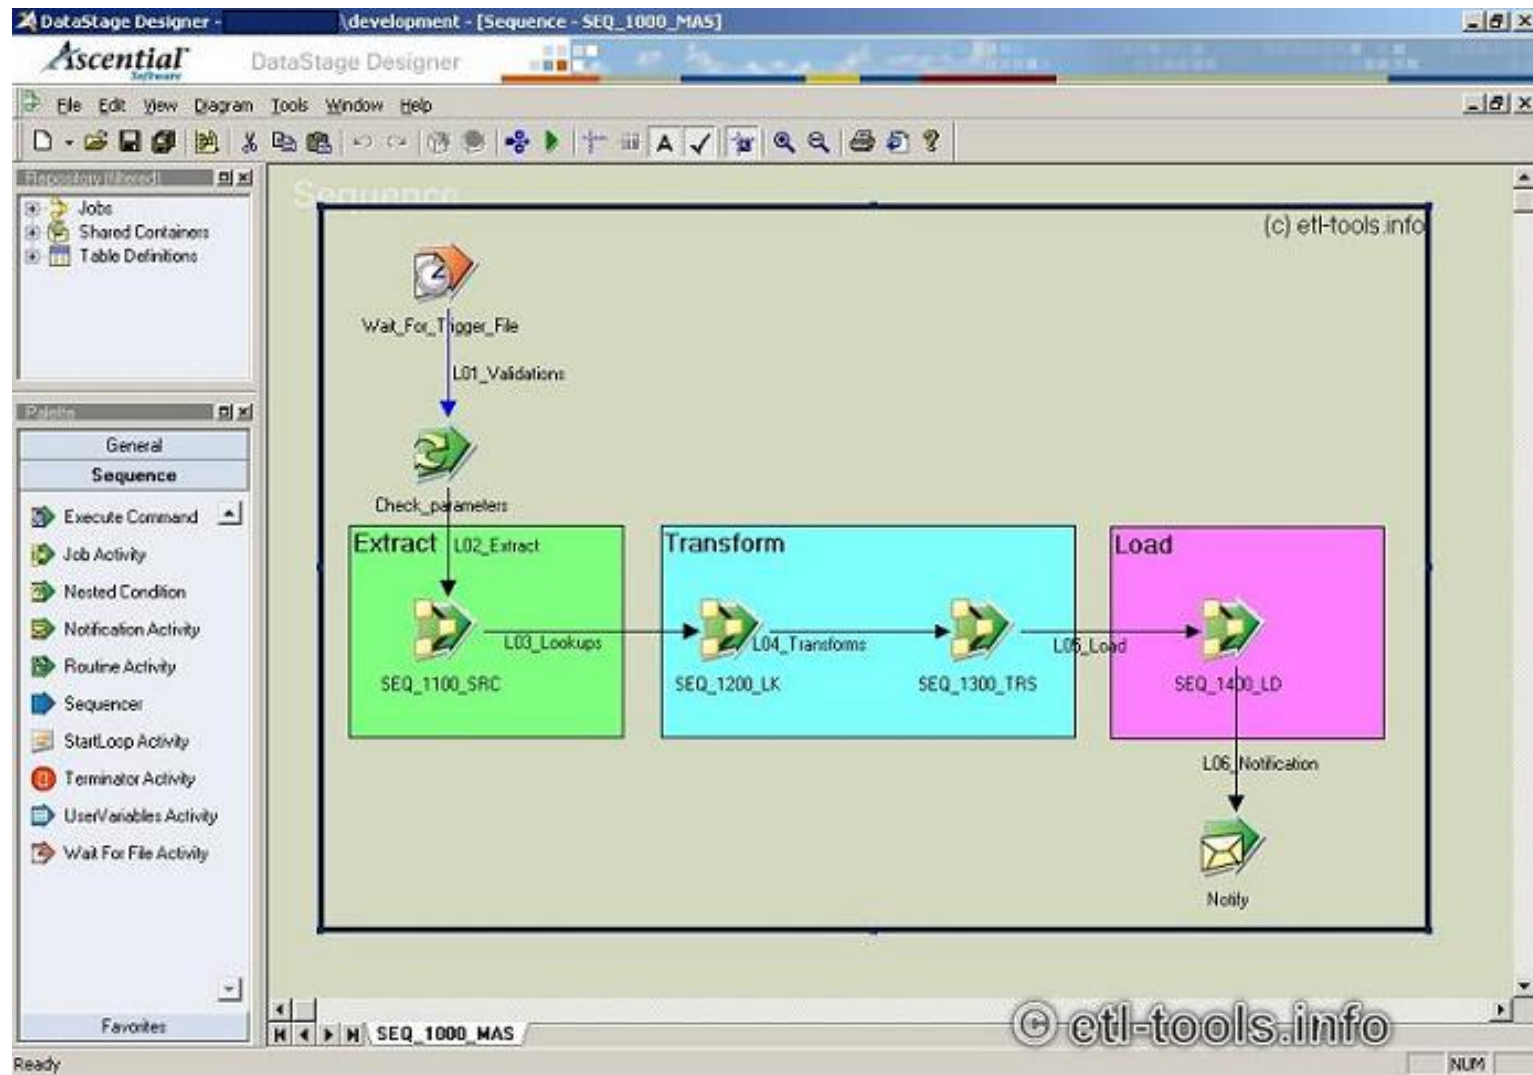 DataStage Designer - \development - [Sequence - SEQ_1000_MAS]
Ascential
Software
DataStage Designer
File Edit View Diagram Tools Window Help
Repository (filtered)
Jobs
Shared Containers
Table Definitions
Palette
General
Sequence
Execute Command
Job Activity
Nested Condition
Notification Activity
Routine Activity
Sequencer
StartLoop Activity
Terminator Activity
UserVariables Activity
Wait For File Activity
Favorites
Sequence
(c) etl-tools.info
Wait_For_Trigger_File
L01_Validations
Check_parameters
Extract
L02_Extract
Transform
Load
L03_Lookups
L04_Transforms
L05_Load
SEQ_1100_SRC
SEQ_1200_LK
SEQ_1300_TRS
SEQ_1400_LD
L06_Notification
Notify
SEQ_1000_MAS
© etl-tools.info
Ready
NUM